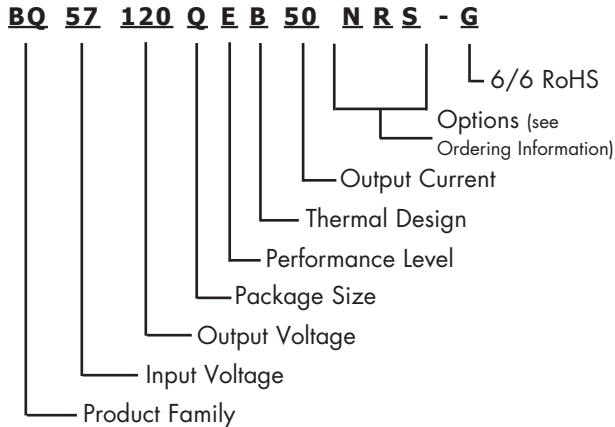 BQ 57 120 Q E B 50 N R S - G
6/6 RoHS
Options (see
Ordering Information)
Output Current
Thermal Design
Performance Level
Package Size
Output Voltage
Input Voltage
Product Family